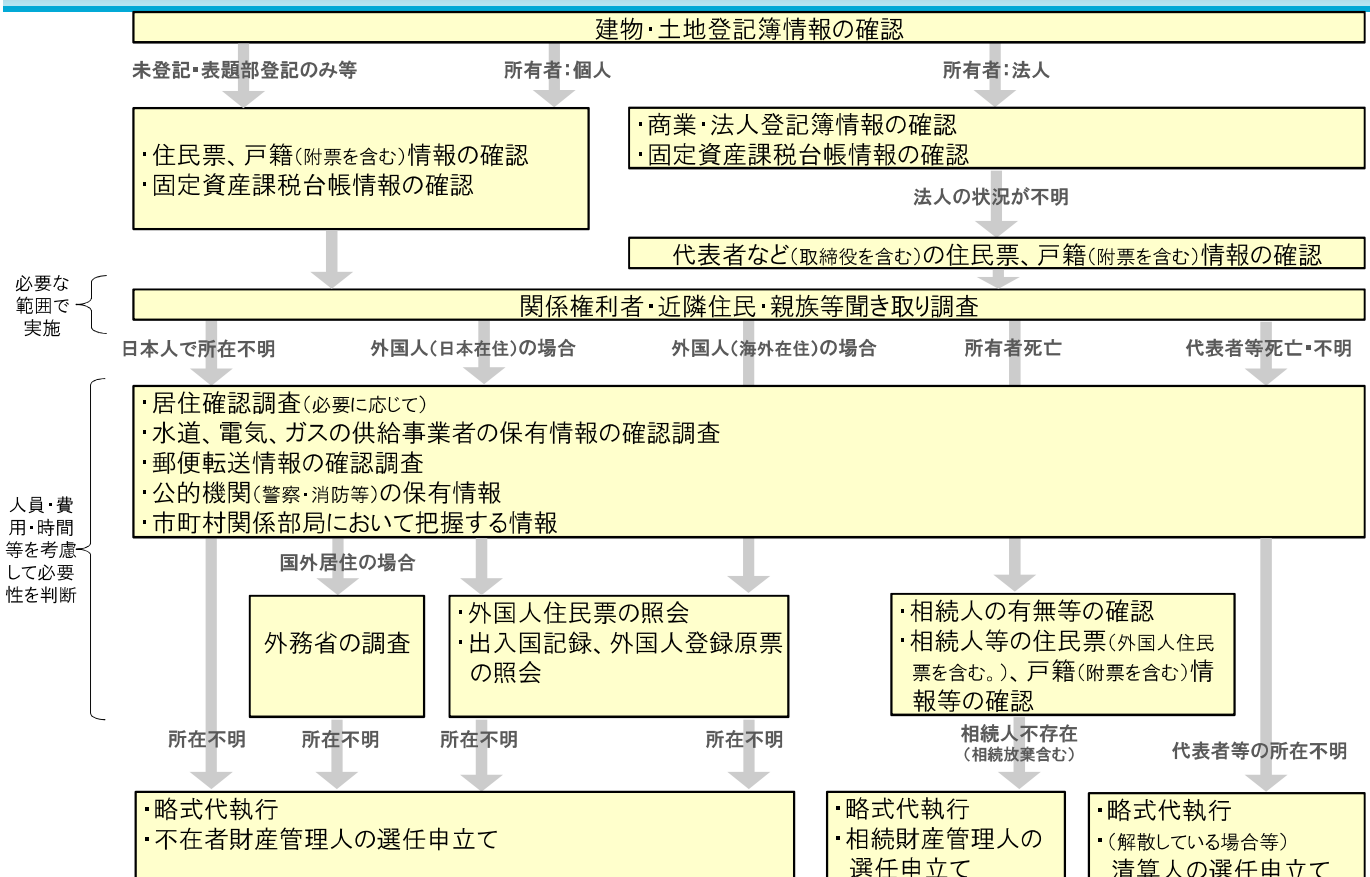 建物・土地登記簿情報の確認
未登記・表題部登記のみ等
所有者：個人
所有者：法人
・住民票、戸籍（附票を含む）情報の確認
・固定資産課税台帳情報の確認
・商業・法人登記簿情報の確認
・固定資産課税台帳情報の確認
法人の状況が不明
代表者など（取締役を含む）の住民票、戸籍（附票を含む）情報の確認
必要な
範囲で
実施
関係権利者・近隣住民・親族等聞き取り調査
日本人で所在不明
外国人（日本在住）の場合
外国人（海外在住）の場合
所有者死亡
代表者等死亡・不明
人員・費
用・時間
等を考慮
して必要
性を判断
・居住確認調査（必要に応じて）
・水道、電気、ガスの供給事業者の保有情報の確認調査
・郵便転送情報の確認調査
・公的機関（警察・消防等）の保有情報
・市町村関係部局において把握する情報
国外居住の場合
外務省の調査
・外国人住民票の照会
・出入国記録、外国人登録原票
の照会
・相続人の有無等の確認
・相続人等の住民票（外国人住民
票を含む。）、戸籍（附票を含む）情
報等の確認
所在不明
所在不明
所在不明
所在不明
相続人不存在
（相続放棄含む）
代表者等の所在不明
・略式代執行
・不在者財産管理人の選任申立て
・略式代執行
・相続財産管理人の
選任申立て
・略式代執行
・（解散している場合等）
清算人の選任申立て